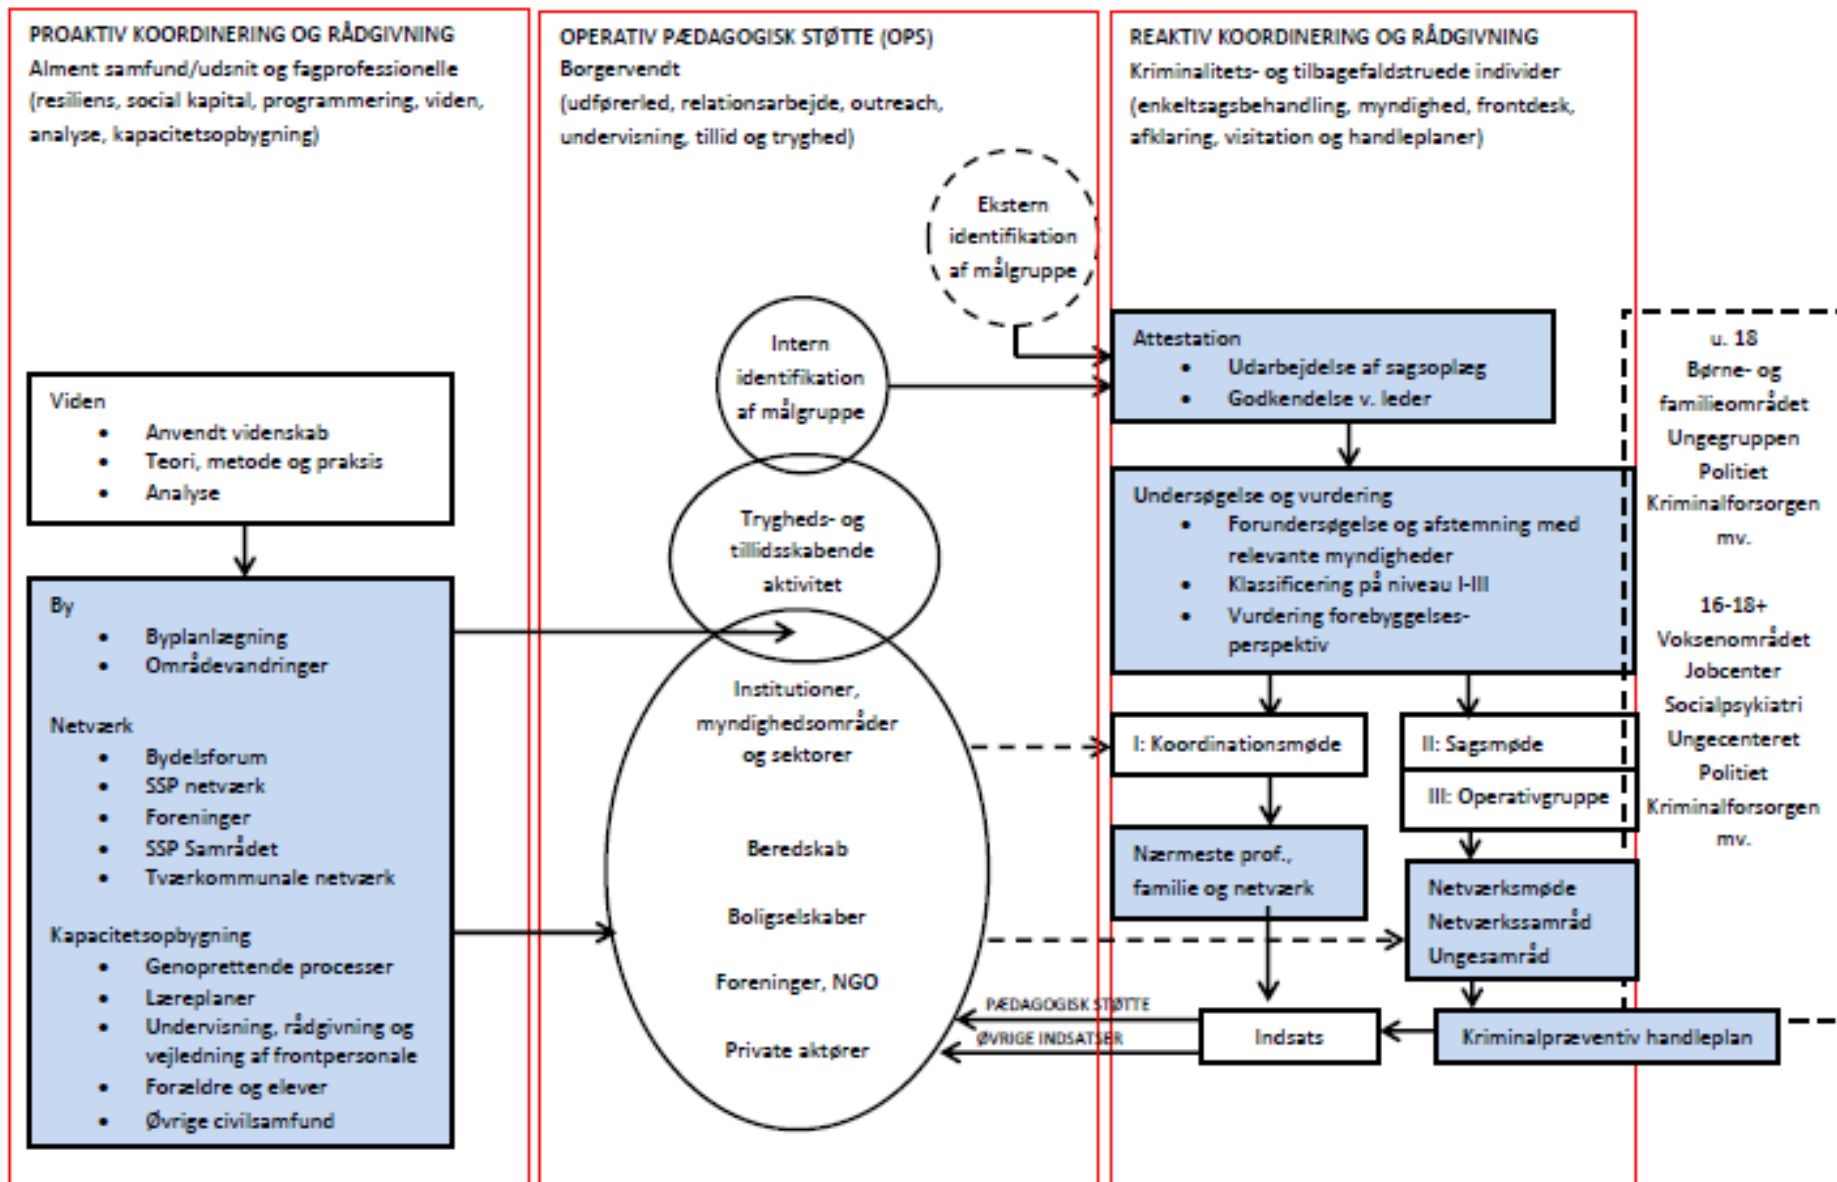 PROAKTIV KOORDINERING OG RÅDGIVNING
Alment samfund/udsnit og fagprofessionelle
(resiliens, social kapital, programmering, viden,
analyse, kapacitetsopbygning)
Viden
• Anvendt videnskab
• Teori, metode og praksis
• Analyse
By
• Byplanlægning
• Områdevandringer
Netværk
• Bydelsforum
• SSP netværk
• Foreninger
• SSP Samrådet
• Tværkommunale netværk
Kapacitetsopbygning
• Genoprettende processer
• Læreplaner
• Undervisning, rådgivning og
vejledning af frontpersonale
• Forældre og elever
• Øvrige civilsamfund
OPERATIV PÆDAGOGISK STØTTE (OPS)
Borgervendt
(udførerled, relationsarbejde, outreach,
undervisning, tillid og tryghed)
Ekstern
identifikation
af målgruppe
Intern
identifikation
af målgruppe
Trygheds- og
tillidsskabende
aktivitet
Institutioner,
myndighedsområder
og sektorer
Beredskab
Boligselskaber
Foreninger, NGO
Private aktører
PÆDAGOGISK STØTTE
ØVRIGE INDSATSER
REAKTIV KOORDINERING OG RÅDGIVNING
Kriminalitets- og tilbagefaldstruede individer
(enkeltsagsbehandling, myndighed, frontdesk,
afklaring, visitation og handleplaner)
Attestation
• Udarbejdelse af sagsoplæg
• Godkendelse v. leder
Undersøgelse og vurdering
• Forundersøgelse og afstemning med
relevante myndigheder
• Klassificering på niveau I-III
• Vurdering forebyggelses-
perspektiv
I: Koordinationsmøde
II: Sagsmøde
III: Operativgruppe
Nærmeste prof.,
familie og netværk
Netværksmøde
Netværkssamråd
Ungesamråd
Indsats
Kriminalpræventiv handleplan
u. 18
Børne- og
familieområdet
Ungegruppen
Politiet
Kriminalforsorgen
mv.
16-18+
Voksenområdet
Jobcenter
Socialpsykiatri
Ungecenteret
Politiet
Kriminalforsorgen
mv.